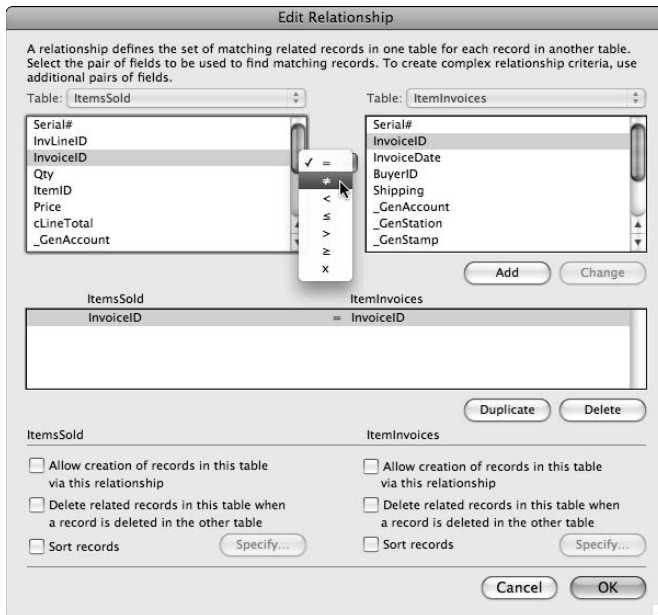 Edit Relationship
A relationship defines the set of matching related records in one table for each record in another table.
Select the pair of fields to be used to find matching records. To create complex relationship criteria, use
additional pairs of fields.
Table: ItemsSold
Table: ItemInvoices
Serial#
InvLineID
InvoiceID
Qty
ItemID
Price
cLineTotal
_GenAccount
✓ =
≠
<
≤
>
≥
x
Serial#
InvoiceID
InvoiceDate
BuyerID
Shipping
_GenAccount
_GenStation
_GenStamp
Add
Change
ItemsSold
ItemInvoices
InvoiceID = InvoiceID
Duplicate
Delete
ItemsSold
Allow creation of records in this table
via this relationship
Delete related records in this table when
a record is deleted in the other table
Sort records
Specify...
ItemInvoices
Allow creation of records in this table
via this relationship
Delete related records in this table when
a record is deleted in the other table
Sort records
Specify...
Cancel
OK